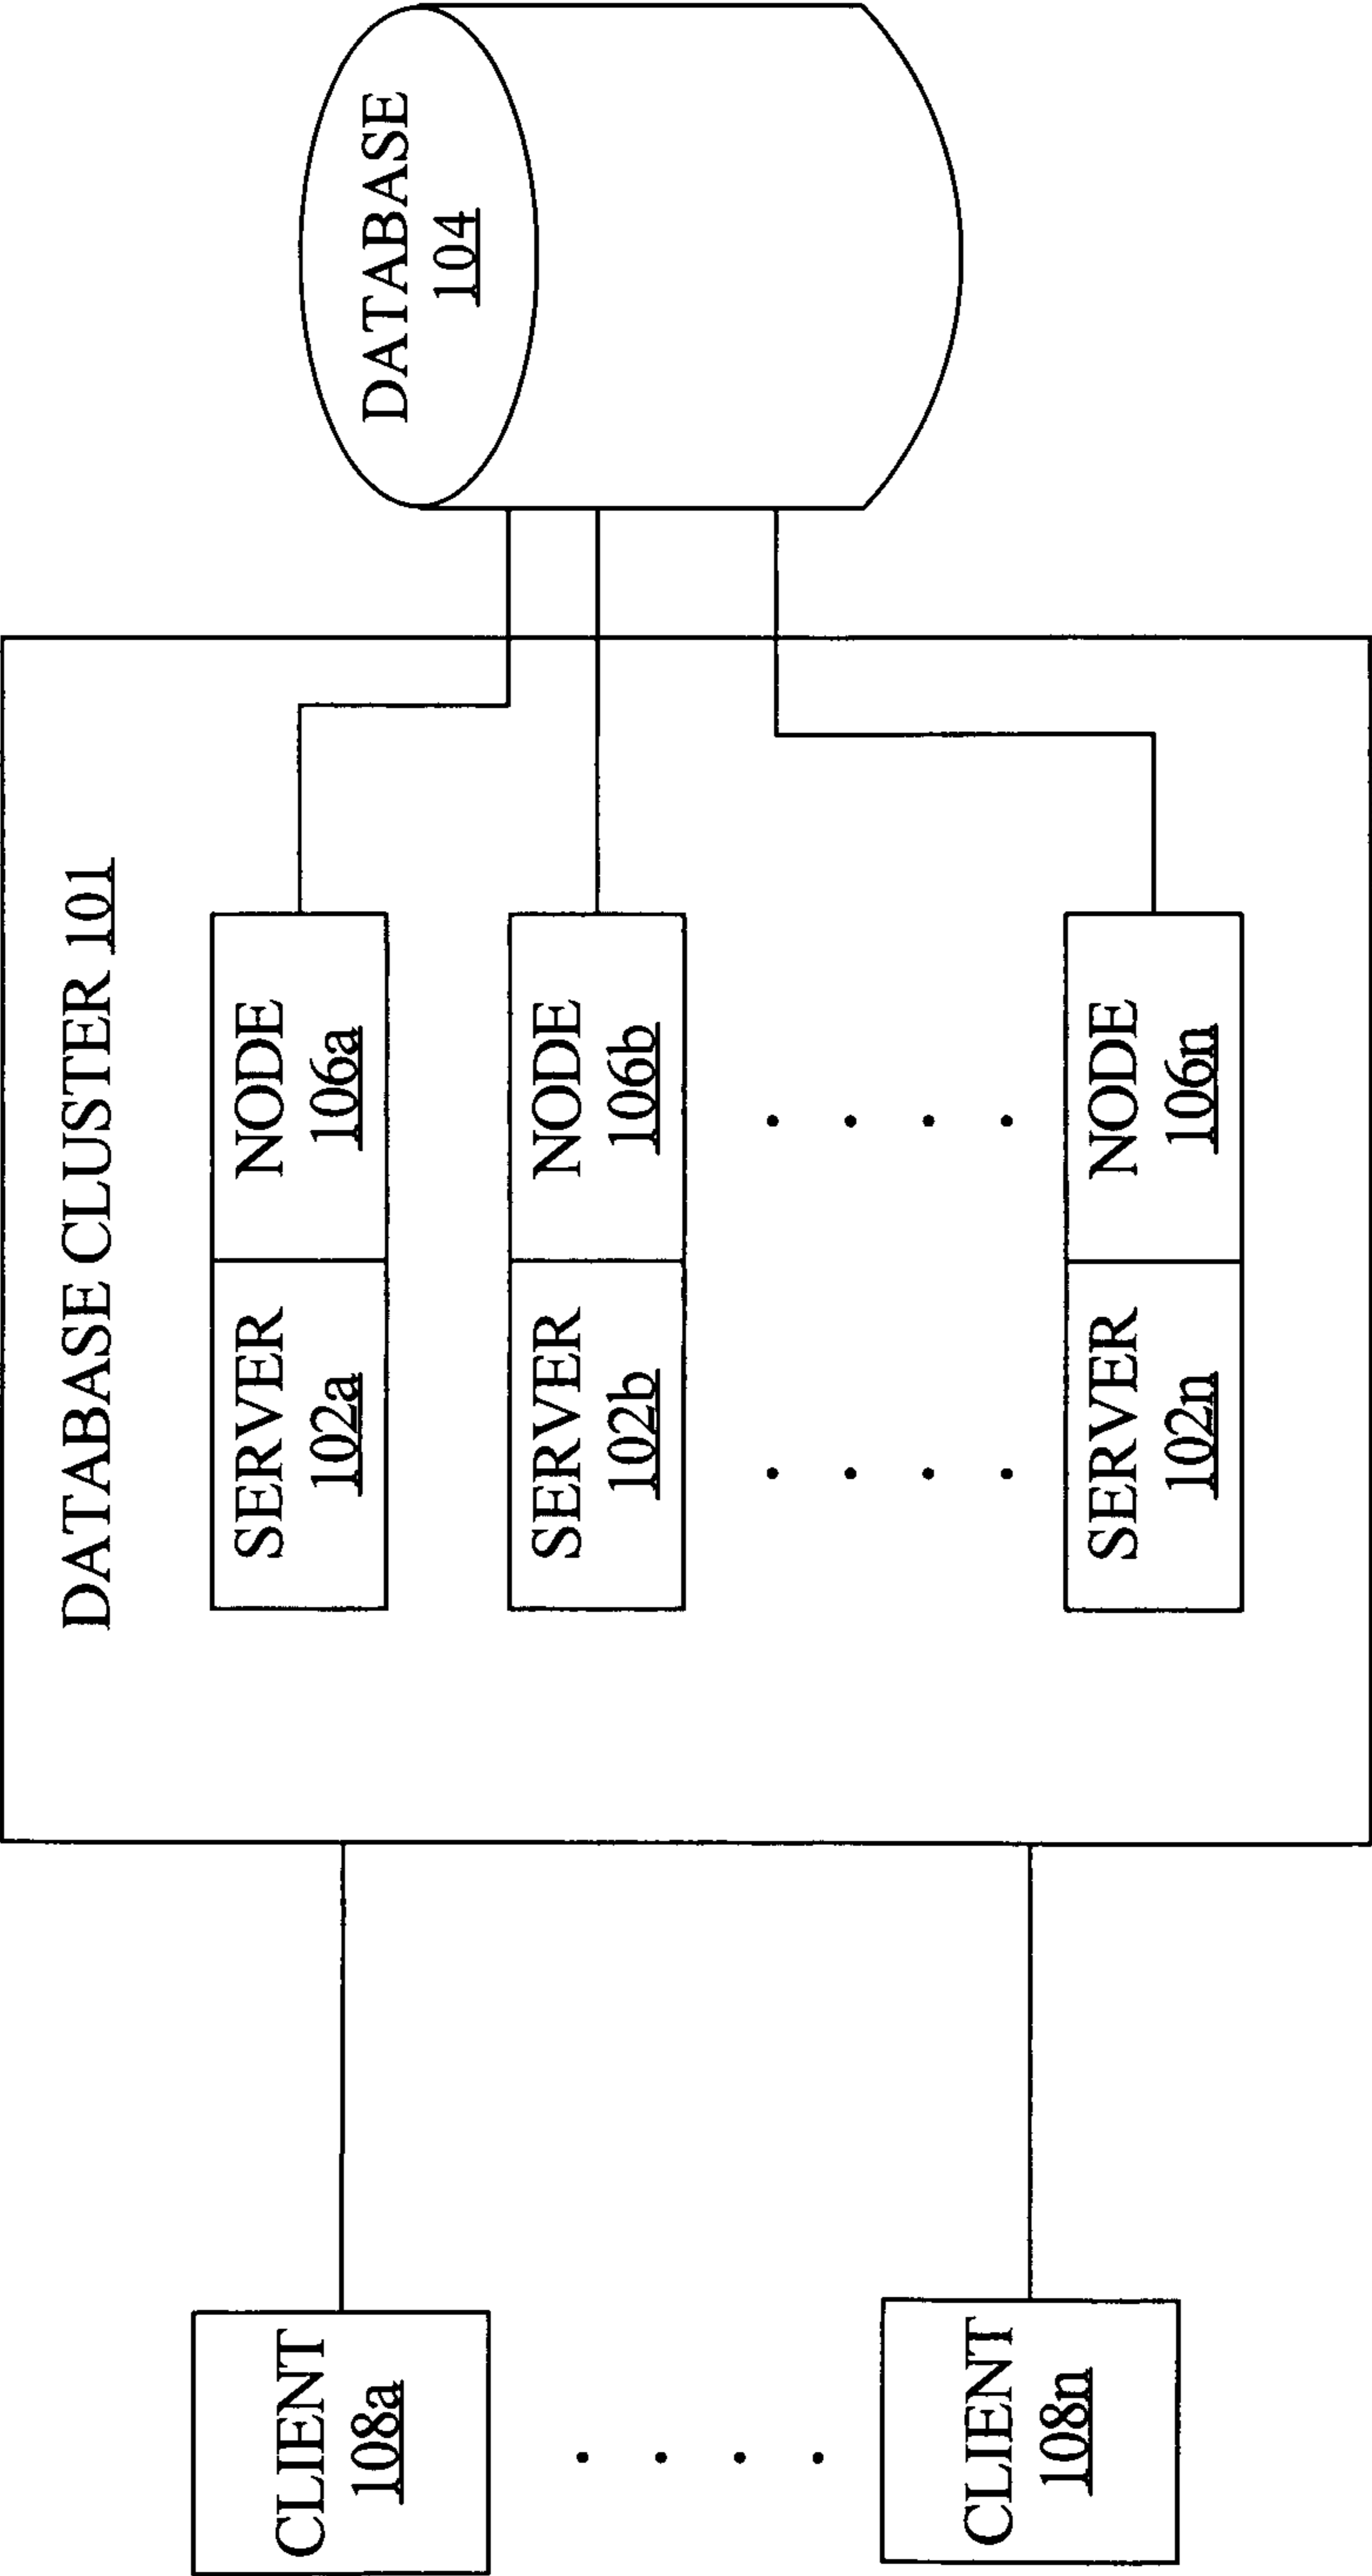 DATABASE CLUSTER 101
CLIENT
108a
CLIENT
108n
SERVER
102a
NODE
106a
SERVER
102b
NODE
106b
SERVER
102n
NODE
106n
DATABASE
104